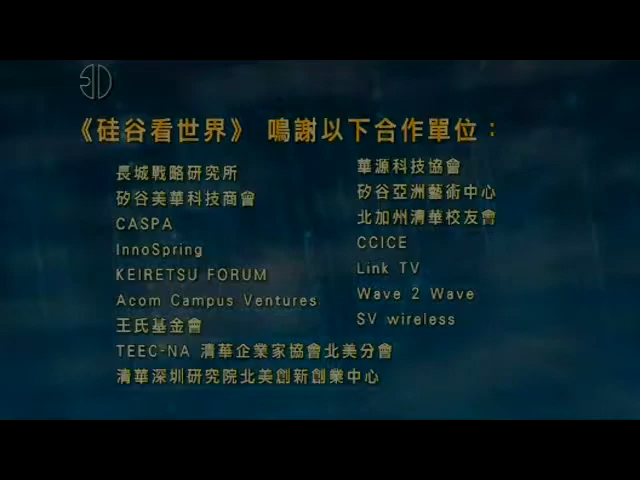 《硅谷看世界》 鳴謝以下合作單位：
長城戰略研究所
矽谷美華科技商會
CASPA
InnoSpring
KEIRETSU FORUM
Acom Campus Ventures
王氏基金會
TEEC-NA 清華企業家協會北美分會
清華深圳研究院北美創新創業中心
華源科技協會
矽谷亞洲藝術中心
北加州清華校友會
CCICE
Link TV
Wave 2 Wave
SV wireless